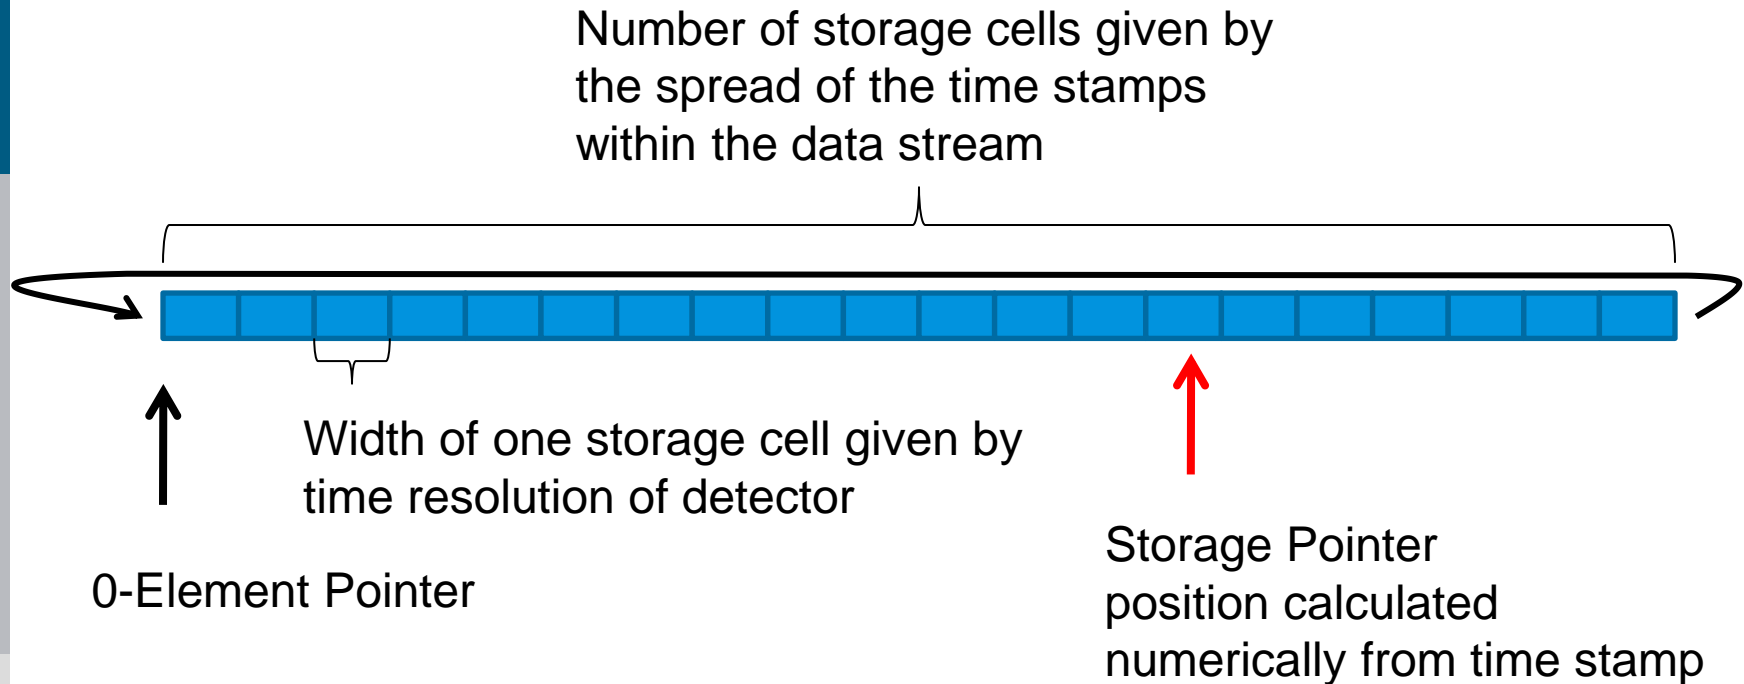 Number of storage cells given by
the spread of the time stamps
within the data stream
Width of one storage cell given by
time resolution of detector
0-Element Pointer
Storage Pointer
position calculated
numerically from time stamp